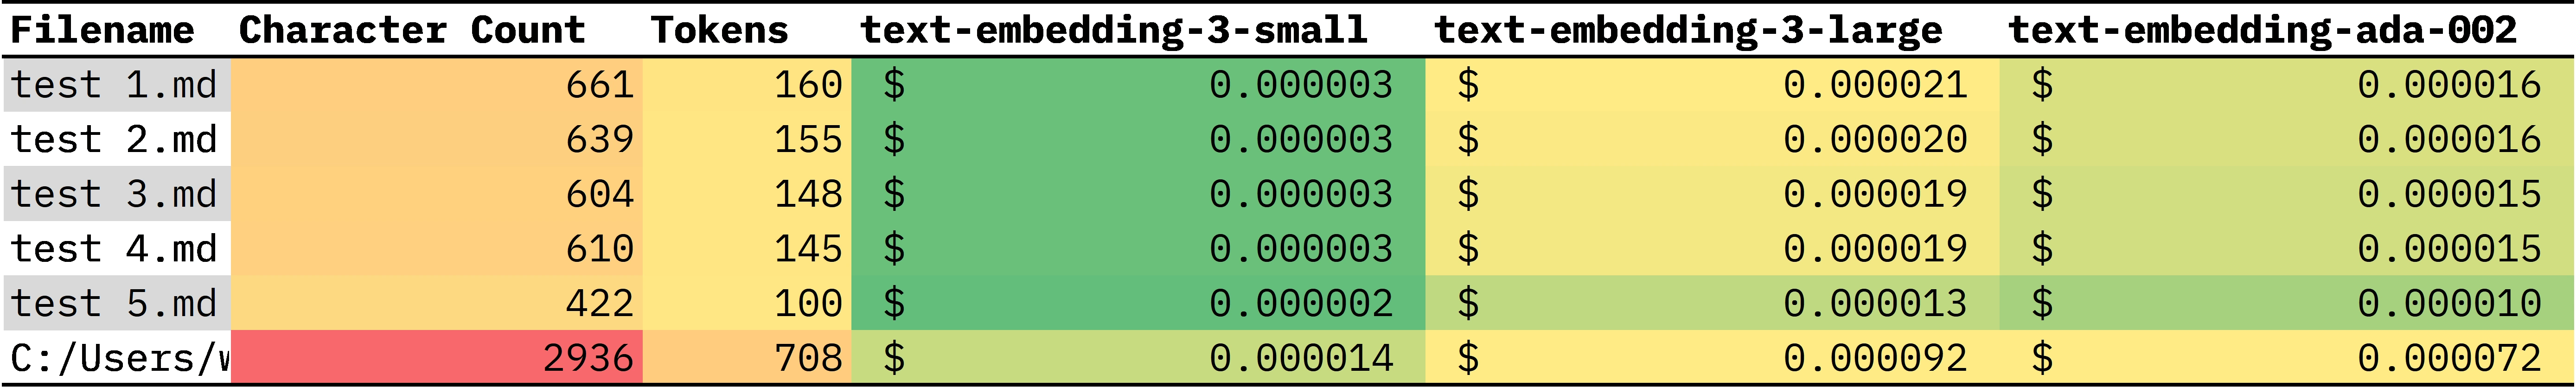 Filename Character Count Tokens text-embedding-3-small text-embedding-3-large text-embedding-ada-002
test 1.md 661 160 $ 0.000003 $ 0.000021 $ 0.000016
test 2.md 639 155 $ 0.000003 $ 0.000020 $ 0.000016
test 3.md 604 148 $ 0.000003 $ 0.000019 $ 0.000015
test 4.md 610 145 $ 0.000003 $ 0.000019 $ 0.000015
test 5.md 422 100 $ 0.000002 $ 0.000013 $ 0.000010
C:/Users/ 2936 708 $ 0.000014 $ 0.000092 $ 0.000072